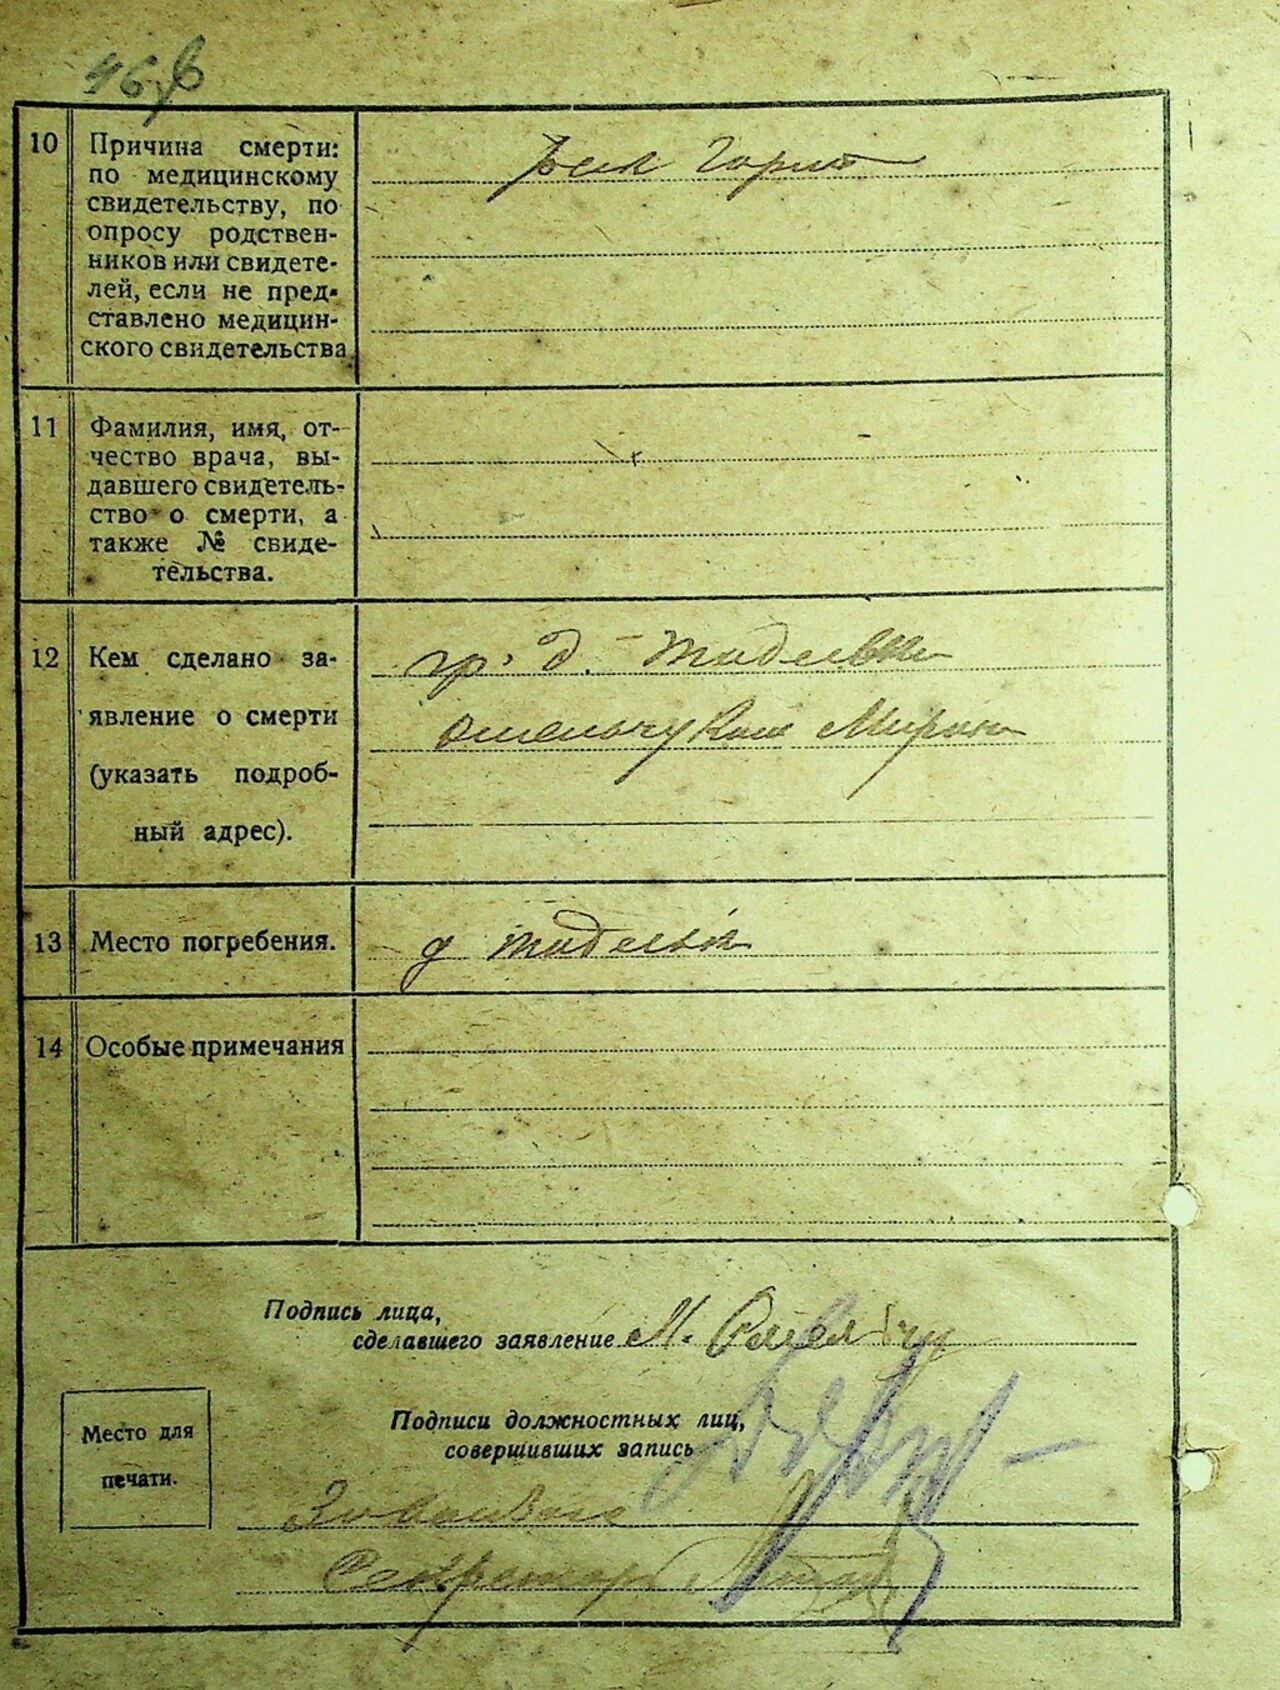 10 Причина смерти:
по медицинскому
свидетельству, по
опросу родствен-
ников или свидете-
лей, если не пред-
ставлено медицин-
ского свидетельства.
11 Фамилия, имя, от-
чество врача, вы-
давшего свидетель-
ство о смерти, а
также № свиде-
тельства.
12 Кем сделано за-
явление о смерти
(указать подроб-
ный адрес).
гр. д.
Омельчуком
13 Место погребения. д
14 Особые примечания
Подпись лица,
сделавшего заявление М.
Место для
печати.
Подписи должностных лиц,
совершивших запись
Зав
Секретарь